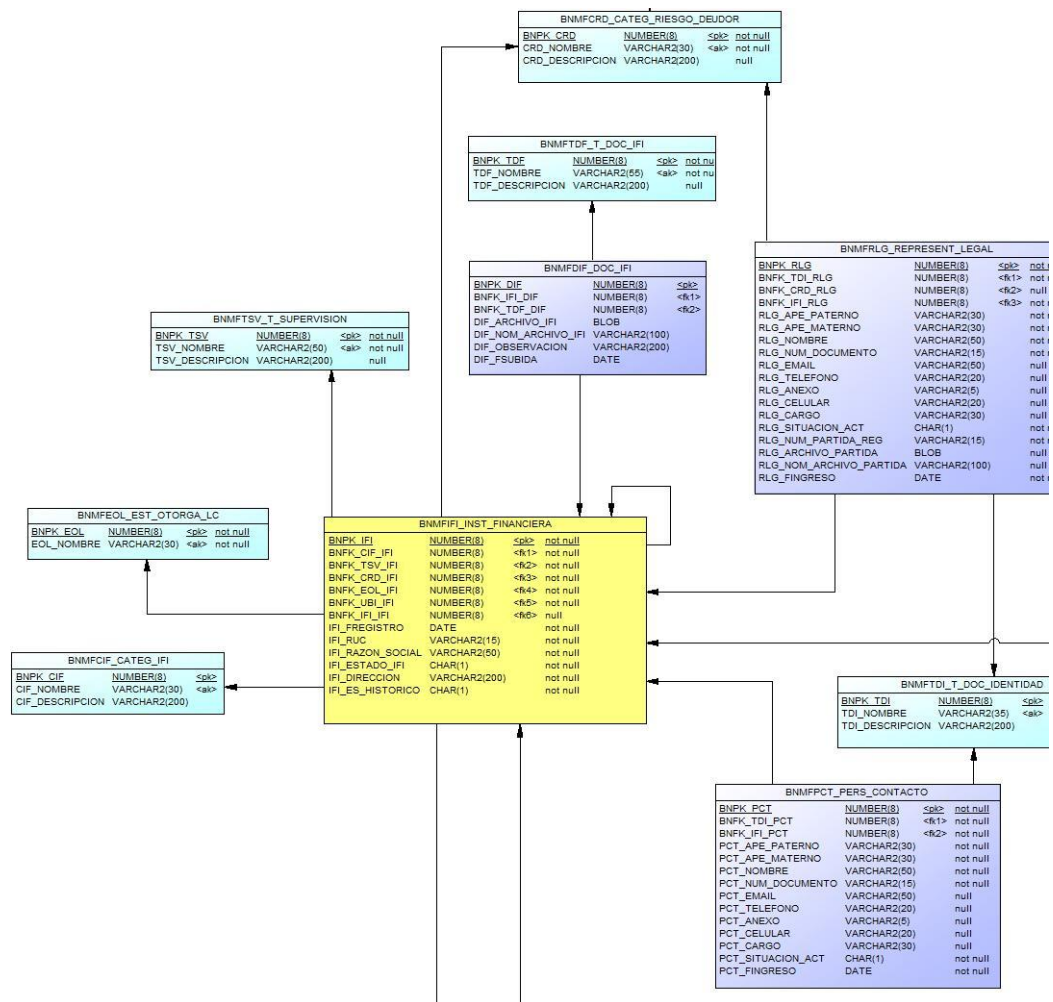 BNMFCRD_CATEG_RIESGO_DEUDOR
BNPK_CRD NUMBER(8) <pk> not null
CRD_NOMBRE VARCHAR2(30) <ak> not null
CRD_DESCRIPCION VARCHAR2(200) null
BNMFTDF_T_DOC_IFI
BNPK_TDF NUMBER(8) <pk> not nu
TDF_NOMBRE VARCHAR2(55) <ak> not nu
TDF_DESCRIPCION VARCHAR2(200) null
BNMFRLG_REPRESENT_LEGAL
BNPK_RLG NUMBER(8) <pk> not
BNFK_TDI_RLG NUMBER(8) <fk1> not
BNFK_CRD_RLG NUMBER(8) <fk2> null
BNFK_IFI_RLG NUMBER(8) <fk3> not
RLG_APE_PATERNO VARCHAR2(30) not
RLG_APE_MATERNO VARCHAR2(30) not
RLG_NOMBRE VARCHAR2(50) not
RLG_NUM_DOCUMENTO VARCHAR2(15) not
RLG_EMAIL VARCHAR2(50) null
RLG_TELEFONO VARCHAR2(20) null
RLG_ANEXO VARCHAR2(5) null
RLG_CELULAR VARCHAR2(20) null
RLG_CARGO VARCHAR2(30) null
RLG_SITUACION_ACT CHAR(1) not
RLG_NUM_PARTIDA_REG VARCHAR2(15) not
RLG_ARCHIVO_PARTIDA BLOB null
RLG_NOM_ARCHIVO_PARTIDA VARCHAR2(100) null
RLG_FINGRESO DATE not
BNMFDIF_DOC_IFI
BNPK_DIF NUMBER(8) <pk>
BNFK_IFI_DIF NUMBER(8) <fk1>
BNFK_TDF_DIF NUMBER(8) <fk2>
DIF_ARCHIVO_IFI BLOB
DIF_NOM_ARCHIVO_IFI VARCHAR2(100)
DIF_OBSERVACION VARCHAR2(200)
DIF_FSUBIDA DATE
BNMFTSV_T_SUPERVISION
BNPK_TSV NUMBER(8) <pk> not null
TSV_NOMBRE VARCHAR2(50) <ak> not null
TSV_DESCRIPCION VARCHAR2(200) null
BNMFEOL_EST_OTORGA_LC
BNPK_EOL NUMBER(8) <pk> not null
EOL_NOMBRE VARCHAR2(30) <ak> not null
BNMFIFI_INST_FINANCIERA
BNPK_IFI NUMBER(8) <pk> not null
BNFK_CIF_IFI NUMBER(8) <fk1> not null
BNFK_TSV_IFI NUMBER(8) <fk2> not null
BNFK_CRD_IFI NUMBER(8) <fk3> not null
BNFK_EOL_IFI NUMBER(8) <fk4> not null
BNFK_UBI_IFI NUMBER(8) <fk5> not null
BNFK_IFI_IFI NUMBER(8) <fk6> null
IFI_FREGISTRO DATE not null
IFI_RUC VARCHAR2(15) not null
IFI_RAZON_SOCIAL VARCHAR2(50) not null
IFI_ESTADO_IFI CHAR(1) not null
IFI_DIRECCION VARCHAR2(200) not null
IFI_ES_HISTORICO CHAR(1) not null
BNMFCIF_CATEG_IFI
BNPK_CIF NUMBER(8) <pk>
CIF_NOMBRE VARCHAR2(30) <ak>
CIF_DESCRIPCION VARCHAR2(200)
BNMFTDI_T_DOC_IDENTIDAD
BNPK_TDI NUMBER(8) <pk>
TDI_NOMBRE VARCHAR2(35) <ak>
TDI_DESCRIPCION VARCHAR2(200)
BNMFPCT_PERS_CONTACTO
BNPK_PCT NUMBER(8) <pk> not null
BNFK_TDI_PCT NUMBER(8) <fk1> not null
BNFK_IFI_PCT NUMBER(8) <fk2> not null
PCT_APE_PATERNO VARCHAR2(30) not null
PCT_APE_MATERNO VARCHAR2(30) not null
PCT_NOMBRE VARCHAR2(50) not null
PCT_NUM_DOCUMENTO VARCHAR2(15) not null
PCT_EMAIL VARCHAR2(50) null
PCT_TELEFONO VARCHAR2(20) null
PCT_ANEXO VARCHAR2(5) null
PCT_CELULAR VARCHAR2(20) null
PCT_CARGO VARCHAR2(30) null
PCT_SITUACION_ACT CHAR(1) not null
PCT_FINGRESO DATE not null